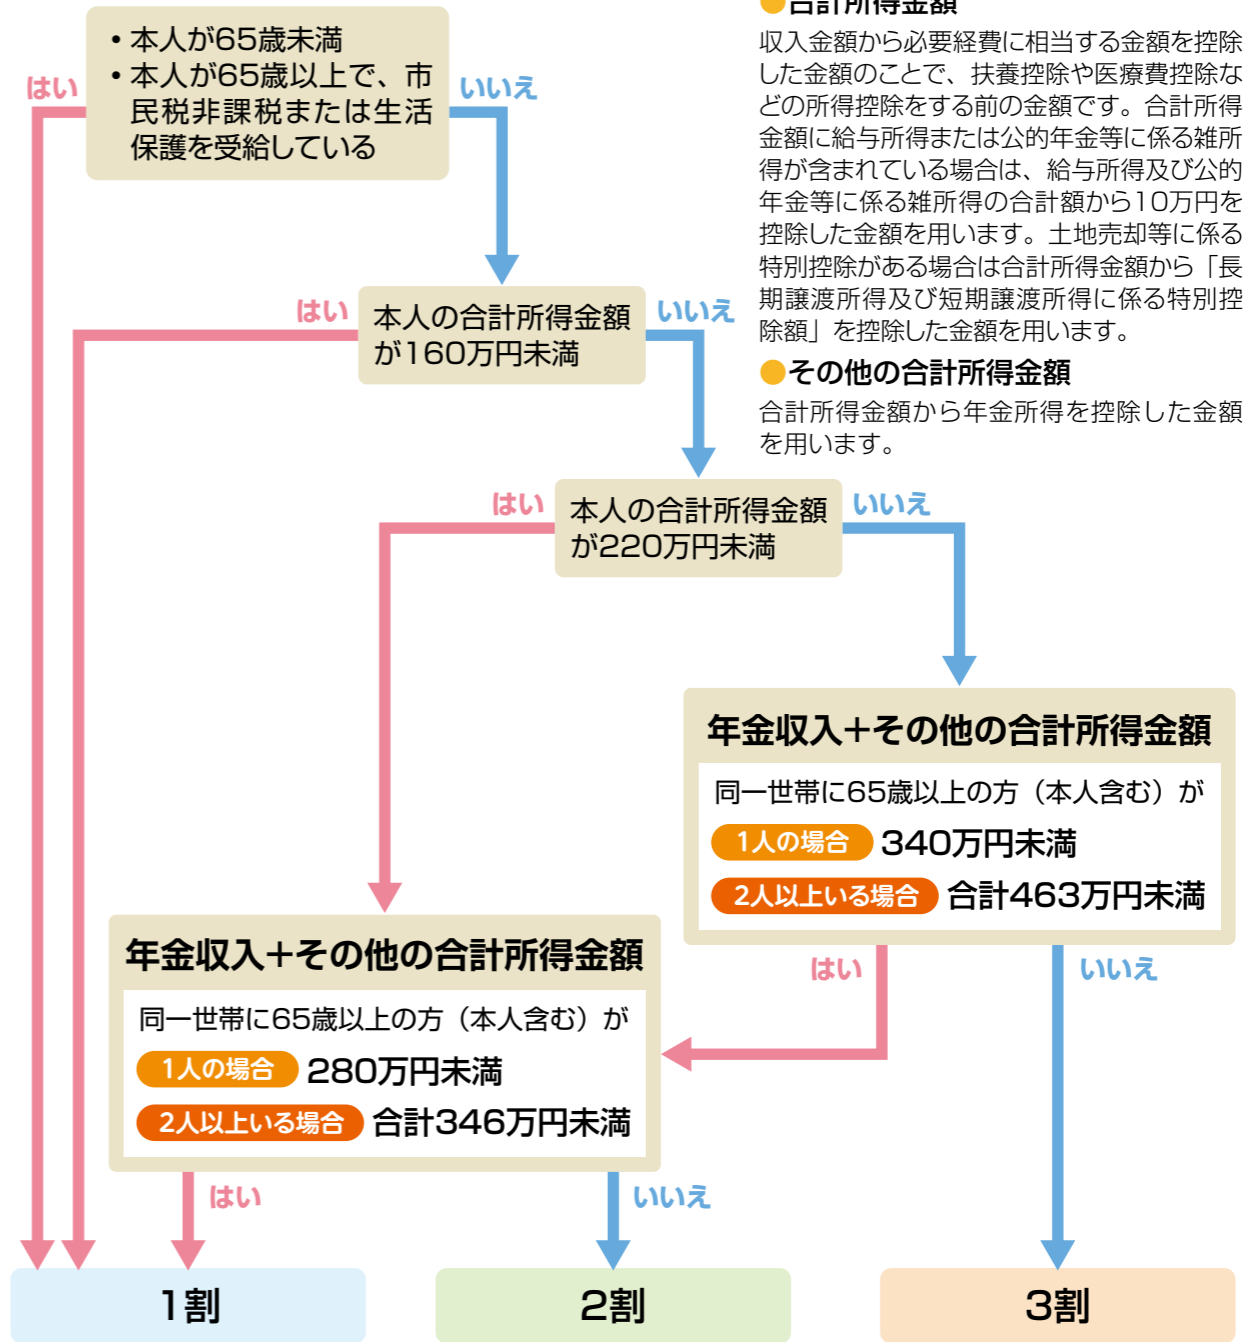 ・本人が65歳未満
・本人が65歳以上で、市
民税非課税または生活
保護を受給している
はい
いいえ
●合計所得金額
収入金額から必要経費に相当する金額を控除
した金額のことで、扶養控除や医療費控除な
どの所得控除をする前の金額です。合計所得
金額に給与所得または公的年金等に係る雑所
得が含まれている場合は、給与所得及び公的
年金等に係る雑所得の合計額から10万円を
控除した金額を用います。土地売却等に係る
特別控除がある場合は合計所得金額から「長
期譲渡所得及び短期譲渡所得に係る特別控
除額」を控除した金額を用います。
●その他の合計所得金額
合計所得金額から年金所得を控除した金額
を用います。
はい
本人の合計所得金額
が160万円未満
いいえ
はい
本人の合計所得金額
が220万円未満
いいえ
年金収入+その他の合計所得金額
同一世帯に65歳以上の方（本人含む）が
1人の場合 340万円未満
2人以上いる場合 合計463万円未満
はい
いいえ
年金収入+その他の合計所得金額
同一世帯に65歳以上の方（本人含む）が
1人の場合 280万円未満
2人以上いる場合 合計346万円未満
はい
いいえ
1割
2割
3割